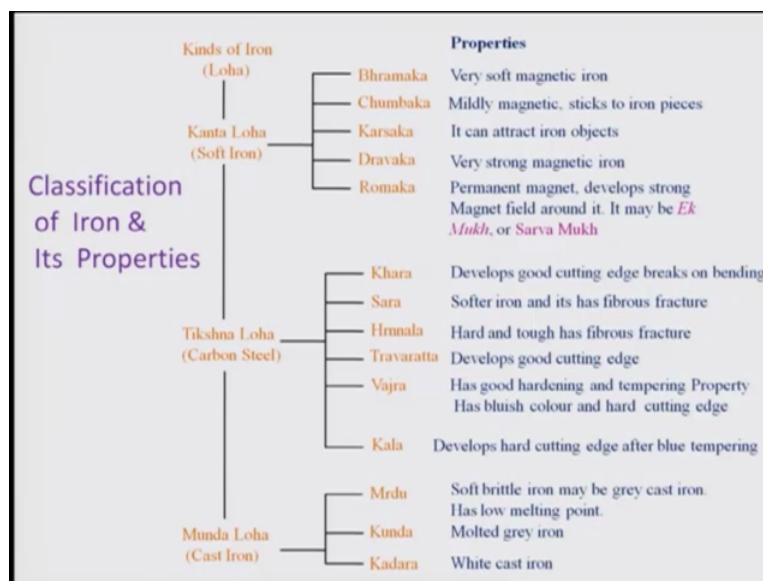 Classification
of Iron &
Its Properties
Kinds of Iron
(Loha)
Properties
Kanta Loha
(Soft Iron)
Bhramaka Very soft magnetic iron
Chumbaka Mildly magnetic, sticks to iron pieces
Karsaka It can attract iron objects
Dravaka Very strong magnetic iron
Romaka Permanent magnet, develops strong
Magnet field around it. It may be Ek
Mukh, or Sarva Mukh
Tikshna Loha
(Carbon Steel)
Khara Develops good cutting edge breaks on bending
Sara Softer iron and its has fibrous fracture
Hrnnala Hard and tough has fibrous fracture
Travaratta Develops good cutting edge
Vajra Has good hardening and tempering Property
Has bluish colour and hard cutting edge
Kala Develops hard cutting edge after blue tempering
Munda Loha
(Cast Iron)
Mrdu Soft brittle iron may be grey cast iron.
Has low melting point.
Kunda Molted grey iron
Kadara White cast iron